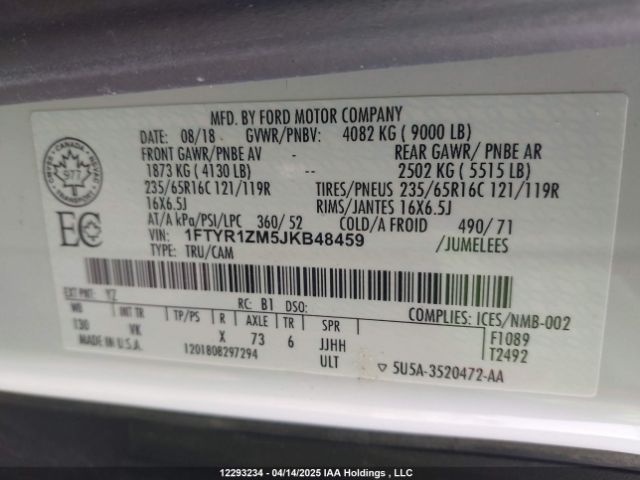 MFD. BY FORD MOTOR COMPANY
DATE: 08/18 GVWR/PNBV: 4082 KG ( 9000 LB)
FRONT GAWR/PNBE AV - REAR GAWR/ PNBE AR
1873 KG ( 4130 LB) -- 2502 KG ( 5515 LB)
235/65R16C 121/119R TIRES/PNEUS 235/65R16C 121/119R
16X6.5J RIMS/JANTES 16X6.5J
AT/A kPa/PSI/LPC 360/ 52 COLD/A FROID 490/ 71
VIN: 1FTYR1ZM5JKB48459 /JUMELEES
TYPE: TRU/CAM
CANADA
977
TRANSPORT
EC
EXT PNT: YZ RC: B1 DSO: COMPLIES: ICES/NMB-002
WB INT TR TP/PS R AXLE TR SPR F1089
130 VK X 73 6 JJHH T2492
MADE IN U.S.A. 1201808297294 ULT ▽ 5U5A-3520472-AA
12293234 - 04/14/2025 IAA Holdings , LLC